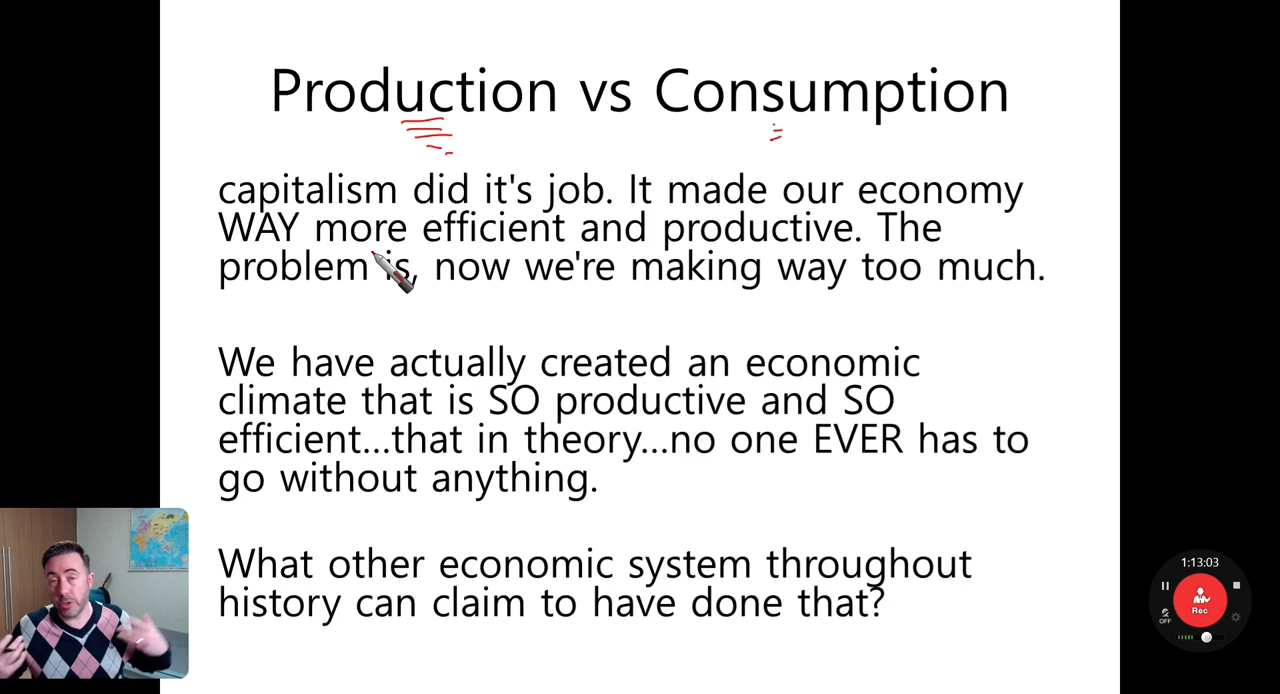 Production vs Consumption
capitalism did it's job. It made our economy
WAY more efficient and productive. The
problem is, now we're making way too much.
We have actually created an economic
climate that is SO productive and SO
efficient...that in theory...no one EVER has to
go without anything.
What other economic system throughout
history can claim to have done that?
1:13:03
Rec
OFF